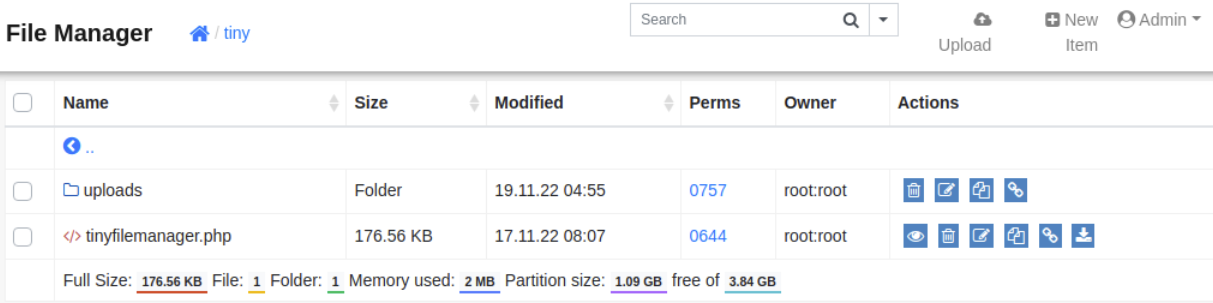 File Manager / tiny Search Upload New Item Admin
Name Size Modified Perms Owner Actions
..
uploads Folder 19.11.22 04:55 0757 root:root
</> tinyfilemanager.php 176.56 KB 17.11.22 08:07 0644 root:root
Full Size: 176.56 KB File: 1 Folder: 1 Memory used: 2 MB Partition size: 1.09 GB free of 3.84 GB